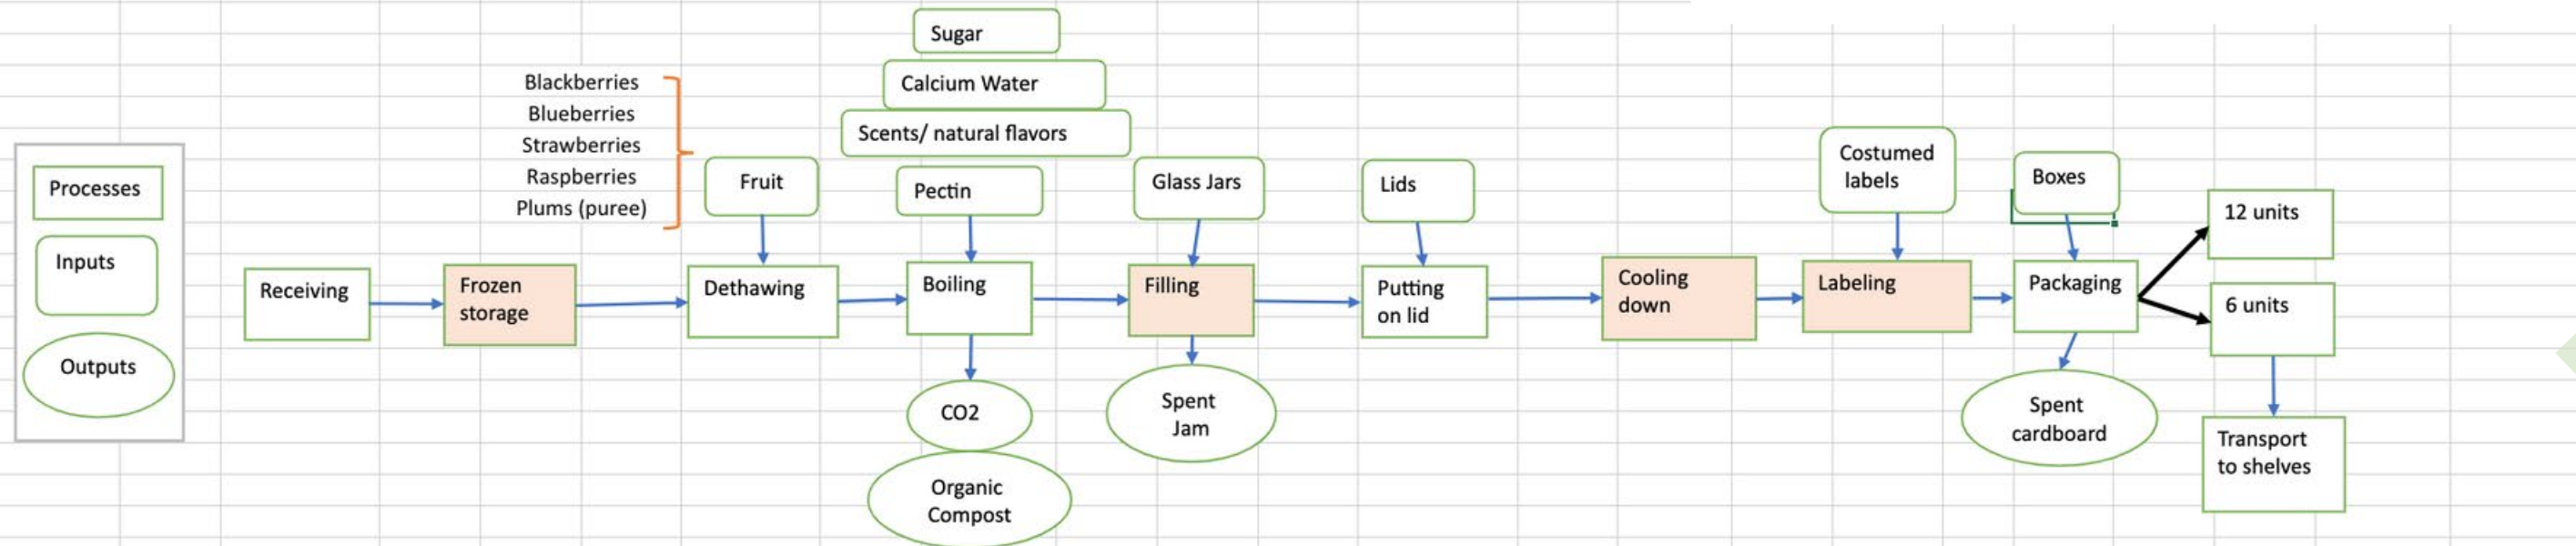 Sugar
Calcium Water
Scents/ natural flavors
Pectin
Blackberries
Blueberries
Strawberries
Raspberries
Plums (puree)
Fruit
Glass Jars
Lids
Costumed
labels
Boxes
12 units
6 units
Processes
Inputs
Outputs
Receiving
Frozen
storage
Dethawing
Boiling
Filling
Putting
on lid
Cooling
down
Labeling
Packaging
CO2
Organic
Compost
Spent
Jam
Spent
cardboard
Transport
to shelves